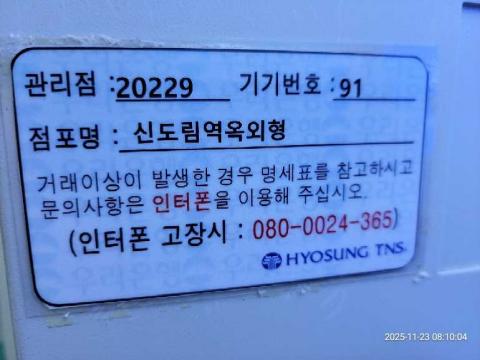 관리점 : 20229 기기번호 : 91
점포명 : 신도림역옥외형
거래이상이 발생한 경우 명세표를 참고하시고
문의사항은 인터폰을 이용해 주십시오.
(인터폰 고장시 : 080-0024-365)
HYOSUNG TNS
2025-11-23 08:10:04